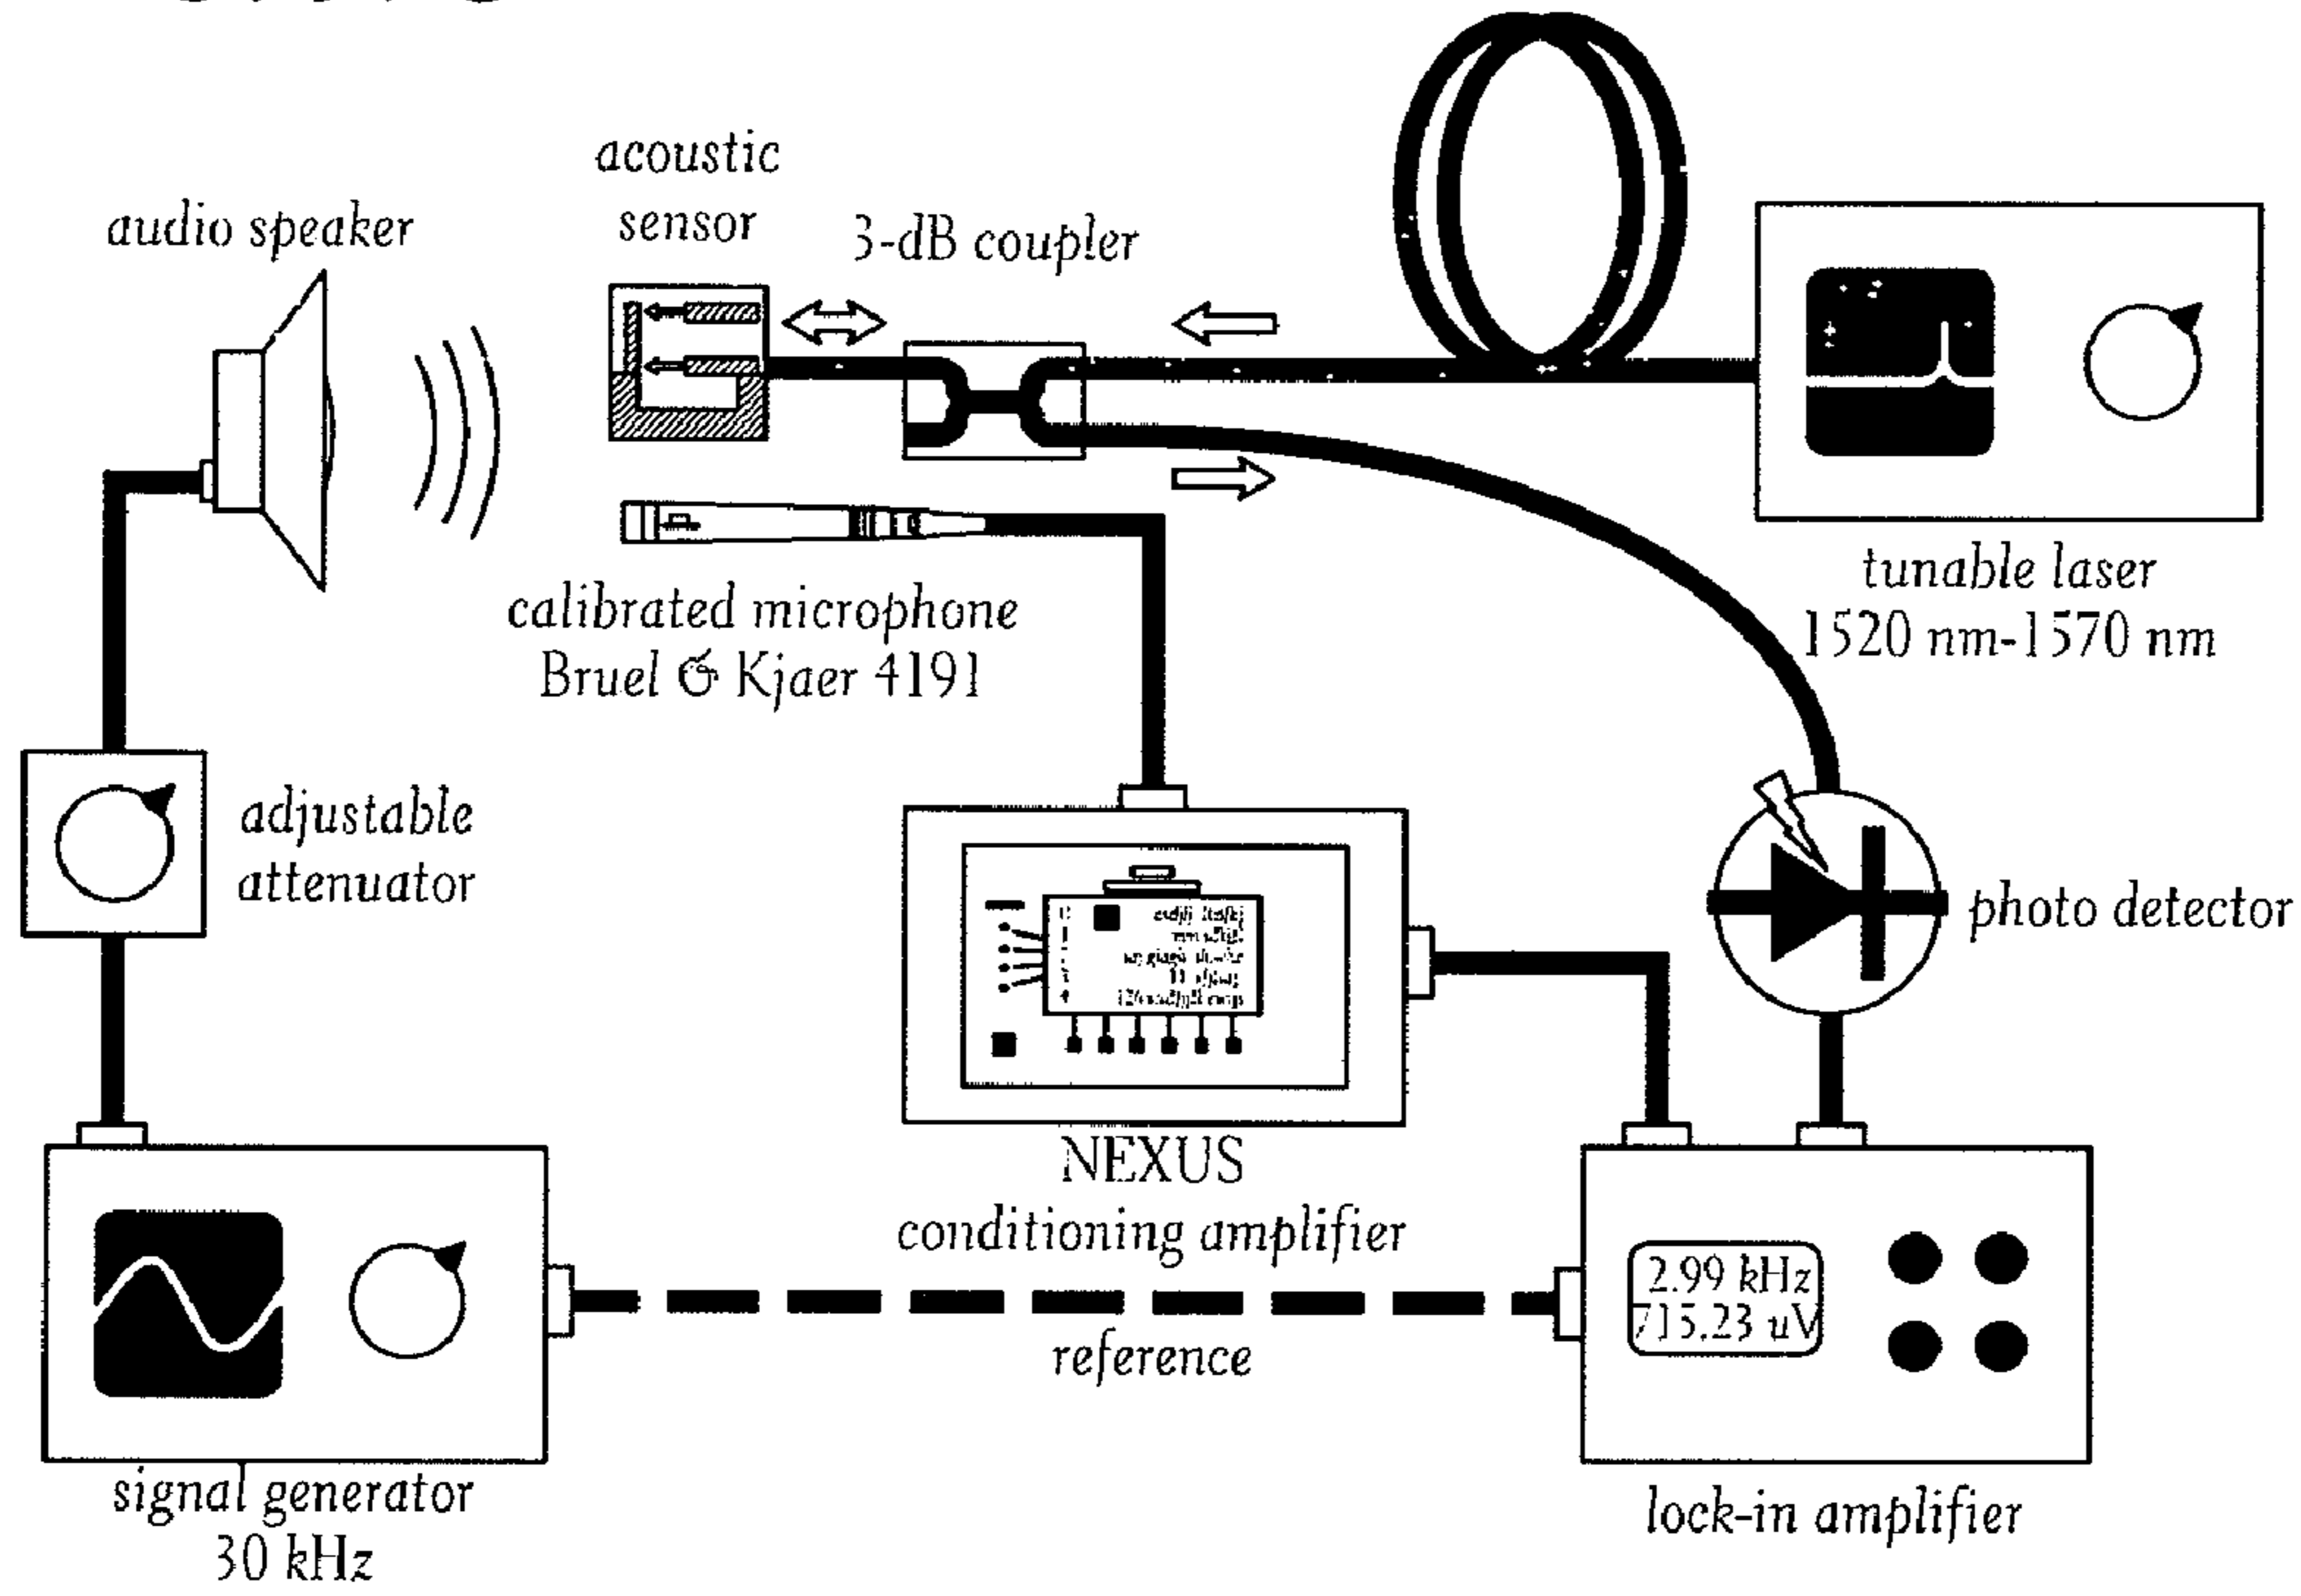 acoustic
sensor
audio speaker
3-dB coupler
tunable laser
1520 nm-1570 nm
calibrated microphone
Bruel & Kjaer 4191
adjustable
attenuator
photo detector
NEXUS
conditioning amplifier
2.99 kHz
715.23 uV
reference
signal generator
30 kHz
lock-in amplifier